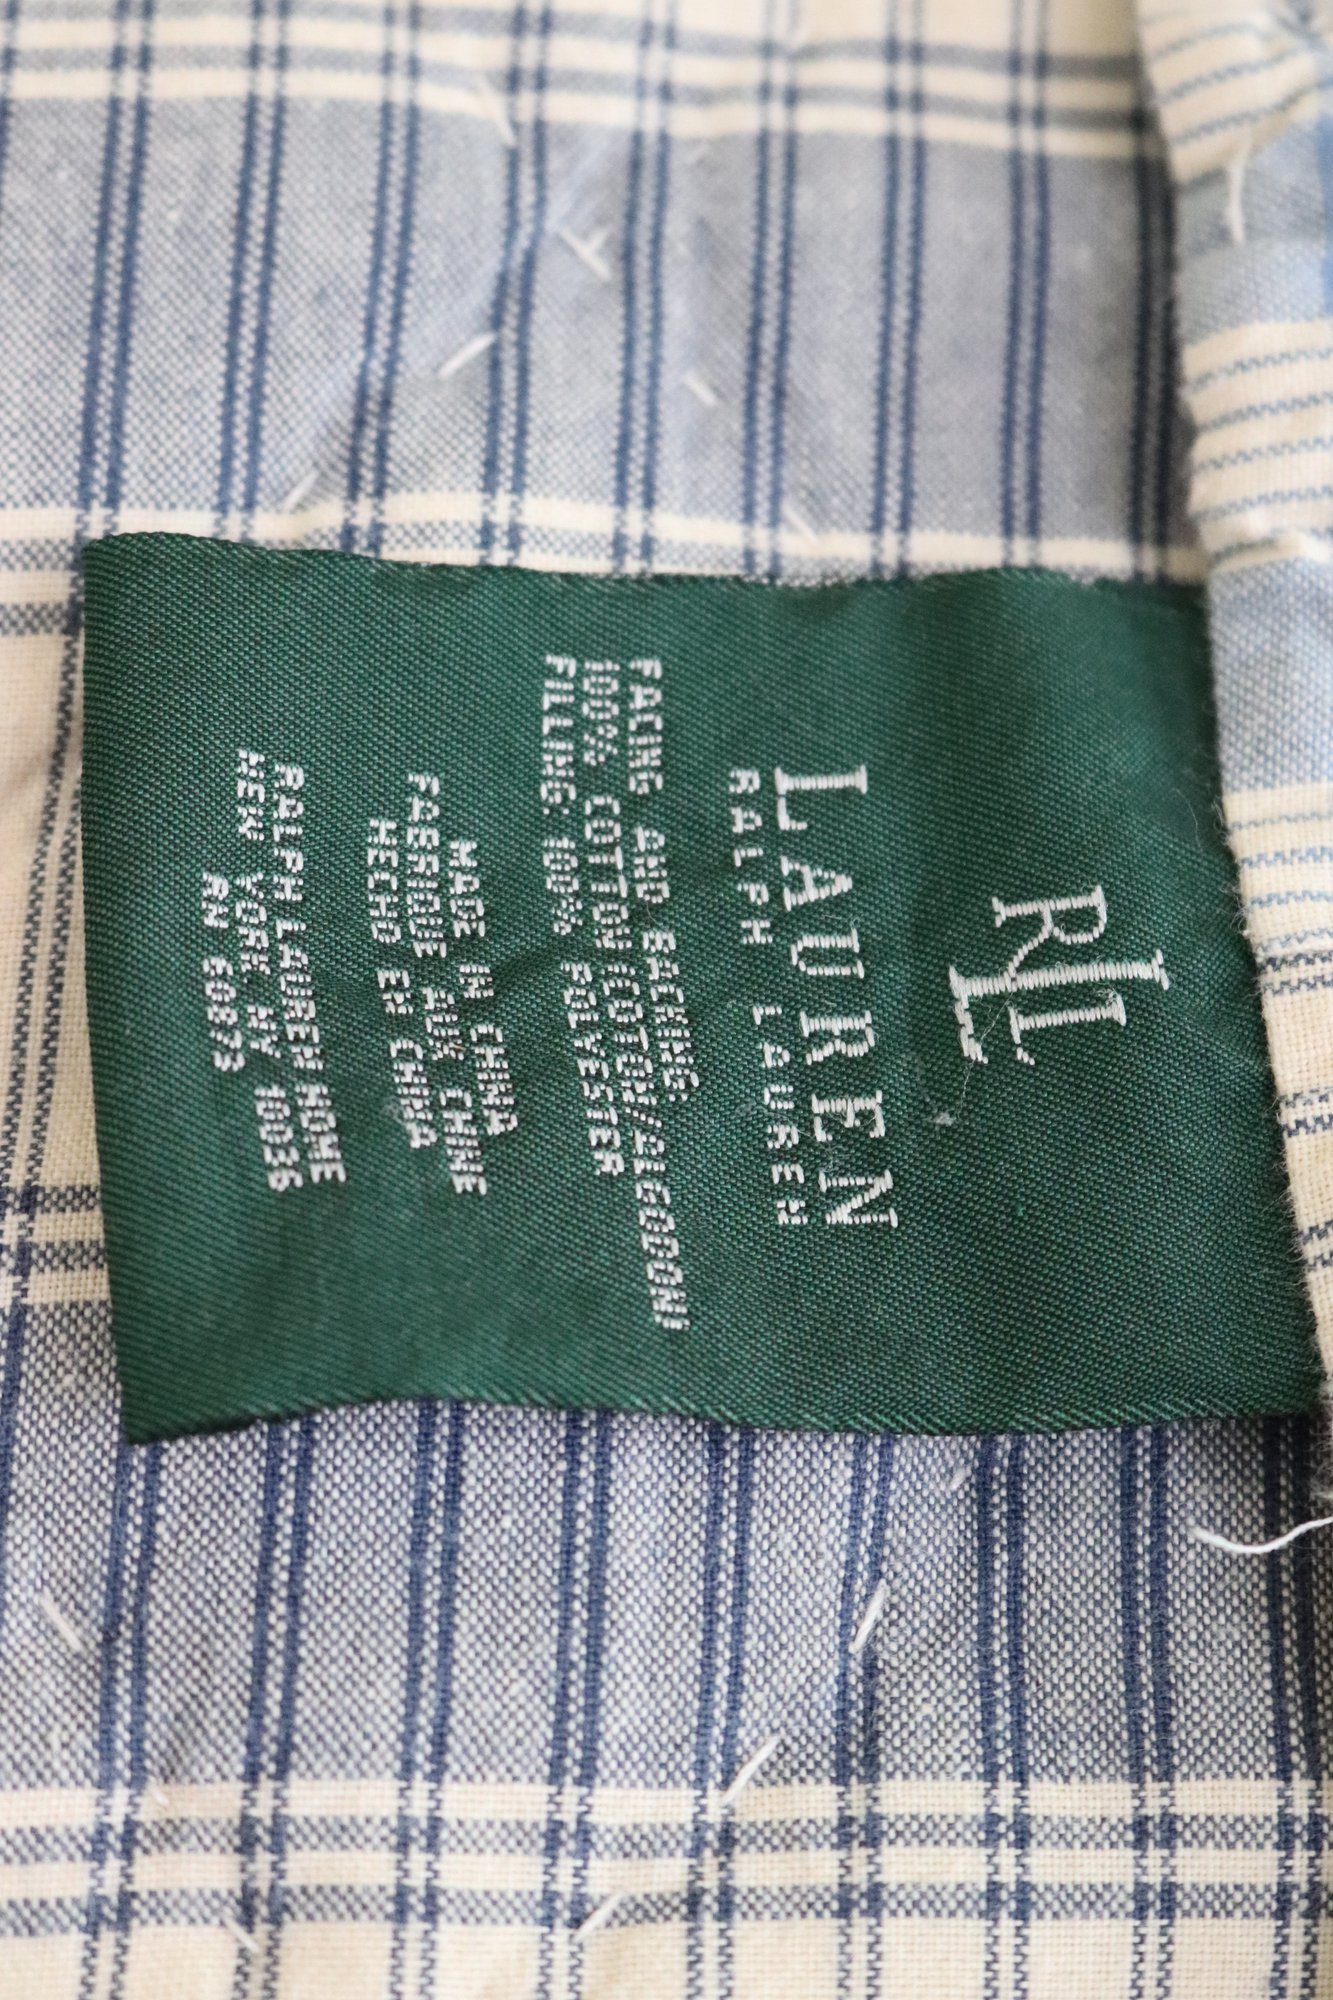 RLL
LAUREN
RALPH LAUREN
FACING AND BACKING:
100% COTTON (COTON/ALGODON)
FILLING: 100% POLYESTER
MADE IN CHINA
FABRIQUE AUX CHINE
HECHO EN CHINA
RALPH LAUREN HOME
NEW YORK NY 10036
RN 60873